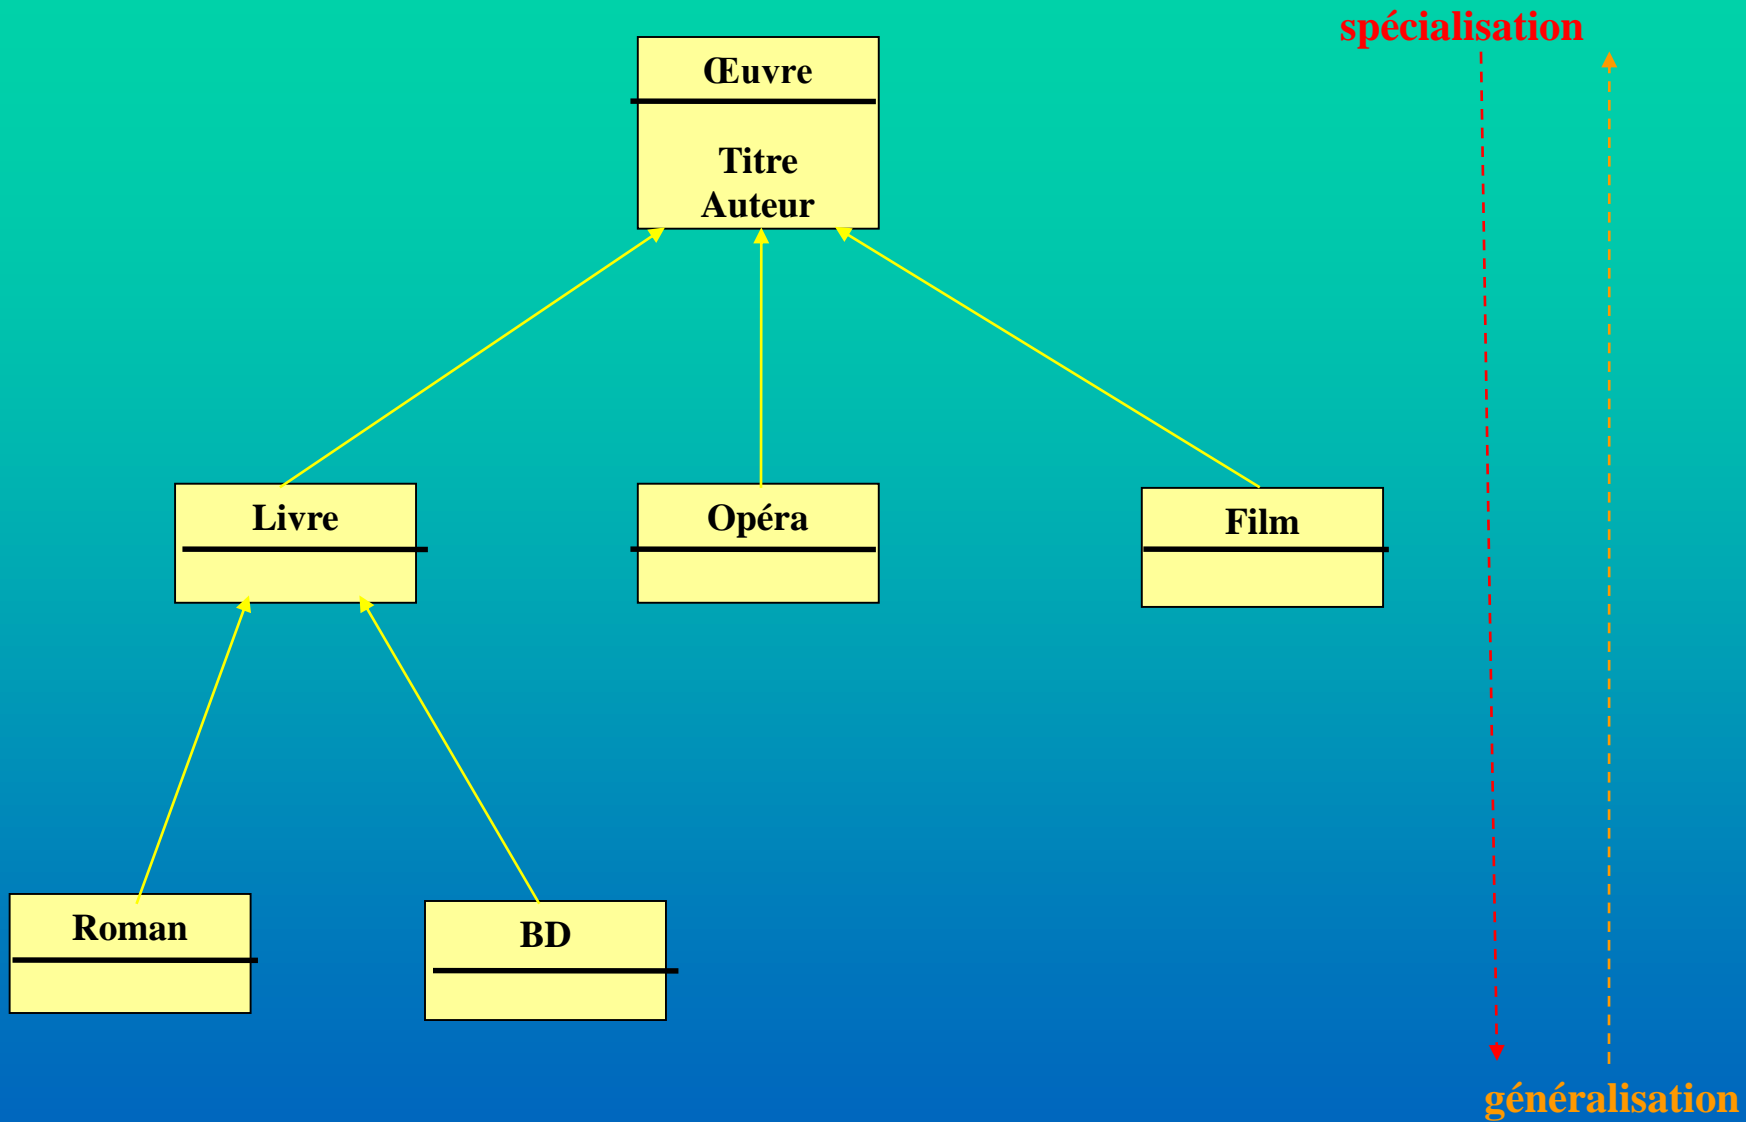 spécialisation
Œuvre
Titre
Auteur
Livre
Opéra
Film
Roman
BD
généralisation